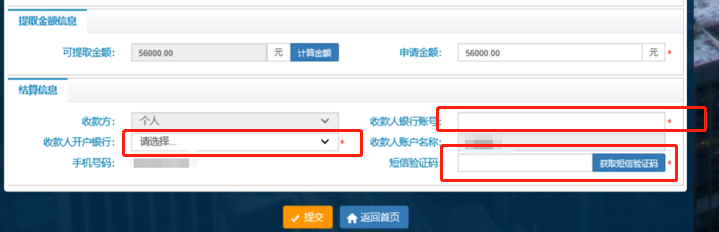 提取金额信息
可提取金额: 56000.00 元 计算金额 申请金额: 56000.00 元 *
结算信息
收款方: 个人 收款人银行账号: *
收款人开户银行: 请选择... * 收款人账户名称:
手机号码: 短信验证码: 获取短信验证码 *
提交 返回首页